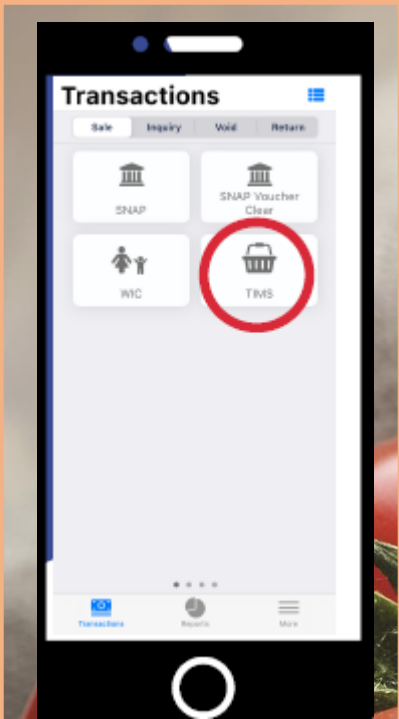 Transactions
Sale Inquiry Void Return
SNAP
SNAP Voucher
Clear
WIC
TIMS
Transactions Reports More